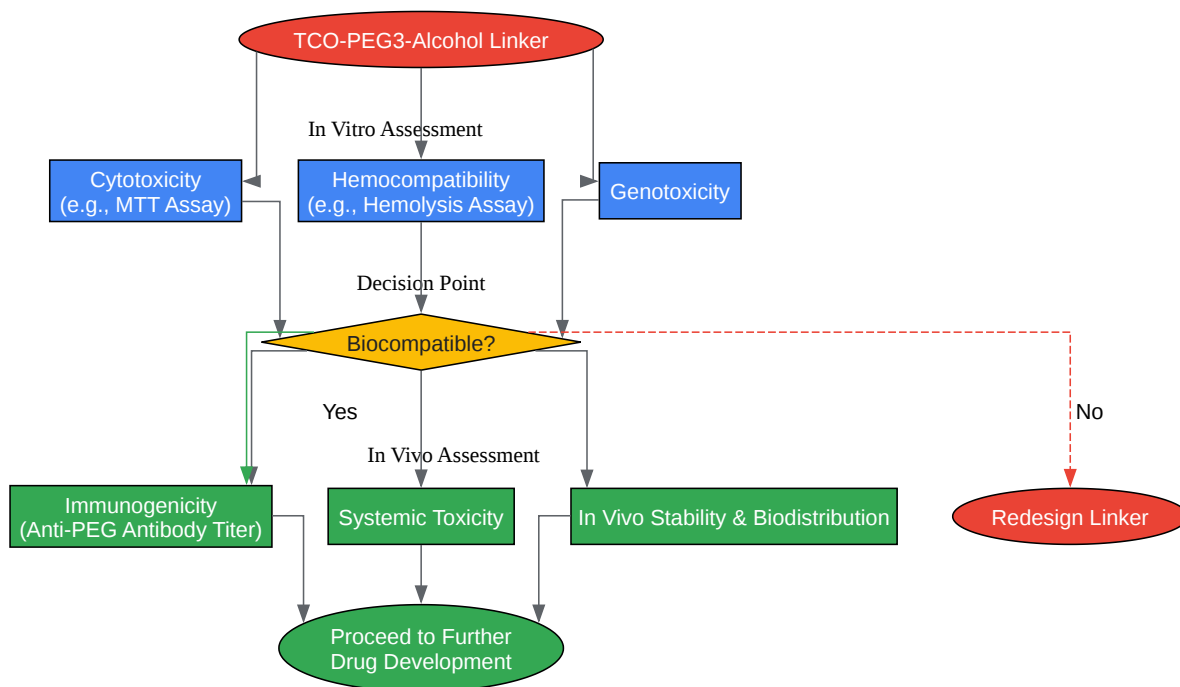 TCO-PEG3-Alcohol Linker
In Vitro Assessment
Cytotoxicity
(e.g., MTT Assay)
Hemocompatibility
(e.g., Hemolysis Assay)
Genotoxicity
Decision Point
Biocompatible?
Yes
No
In Vivo Assessment
Immunogenicity
(Anti-PEG Antibody Titer)
Systemic Toxicity
In Vivo Stability & Biodistribution
Redesign Linker
Proceed to Further
Drug Development